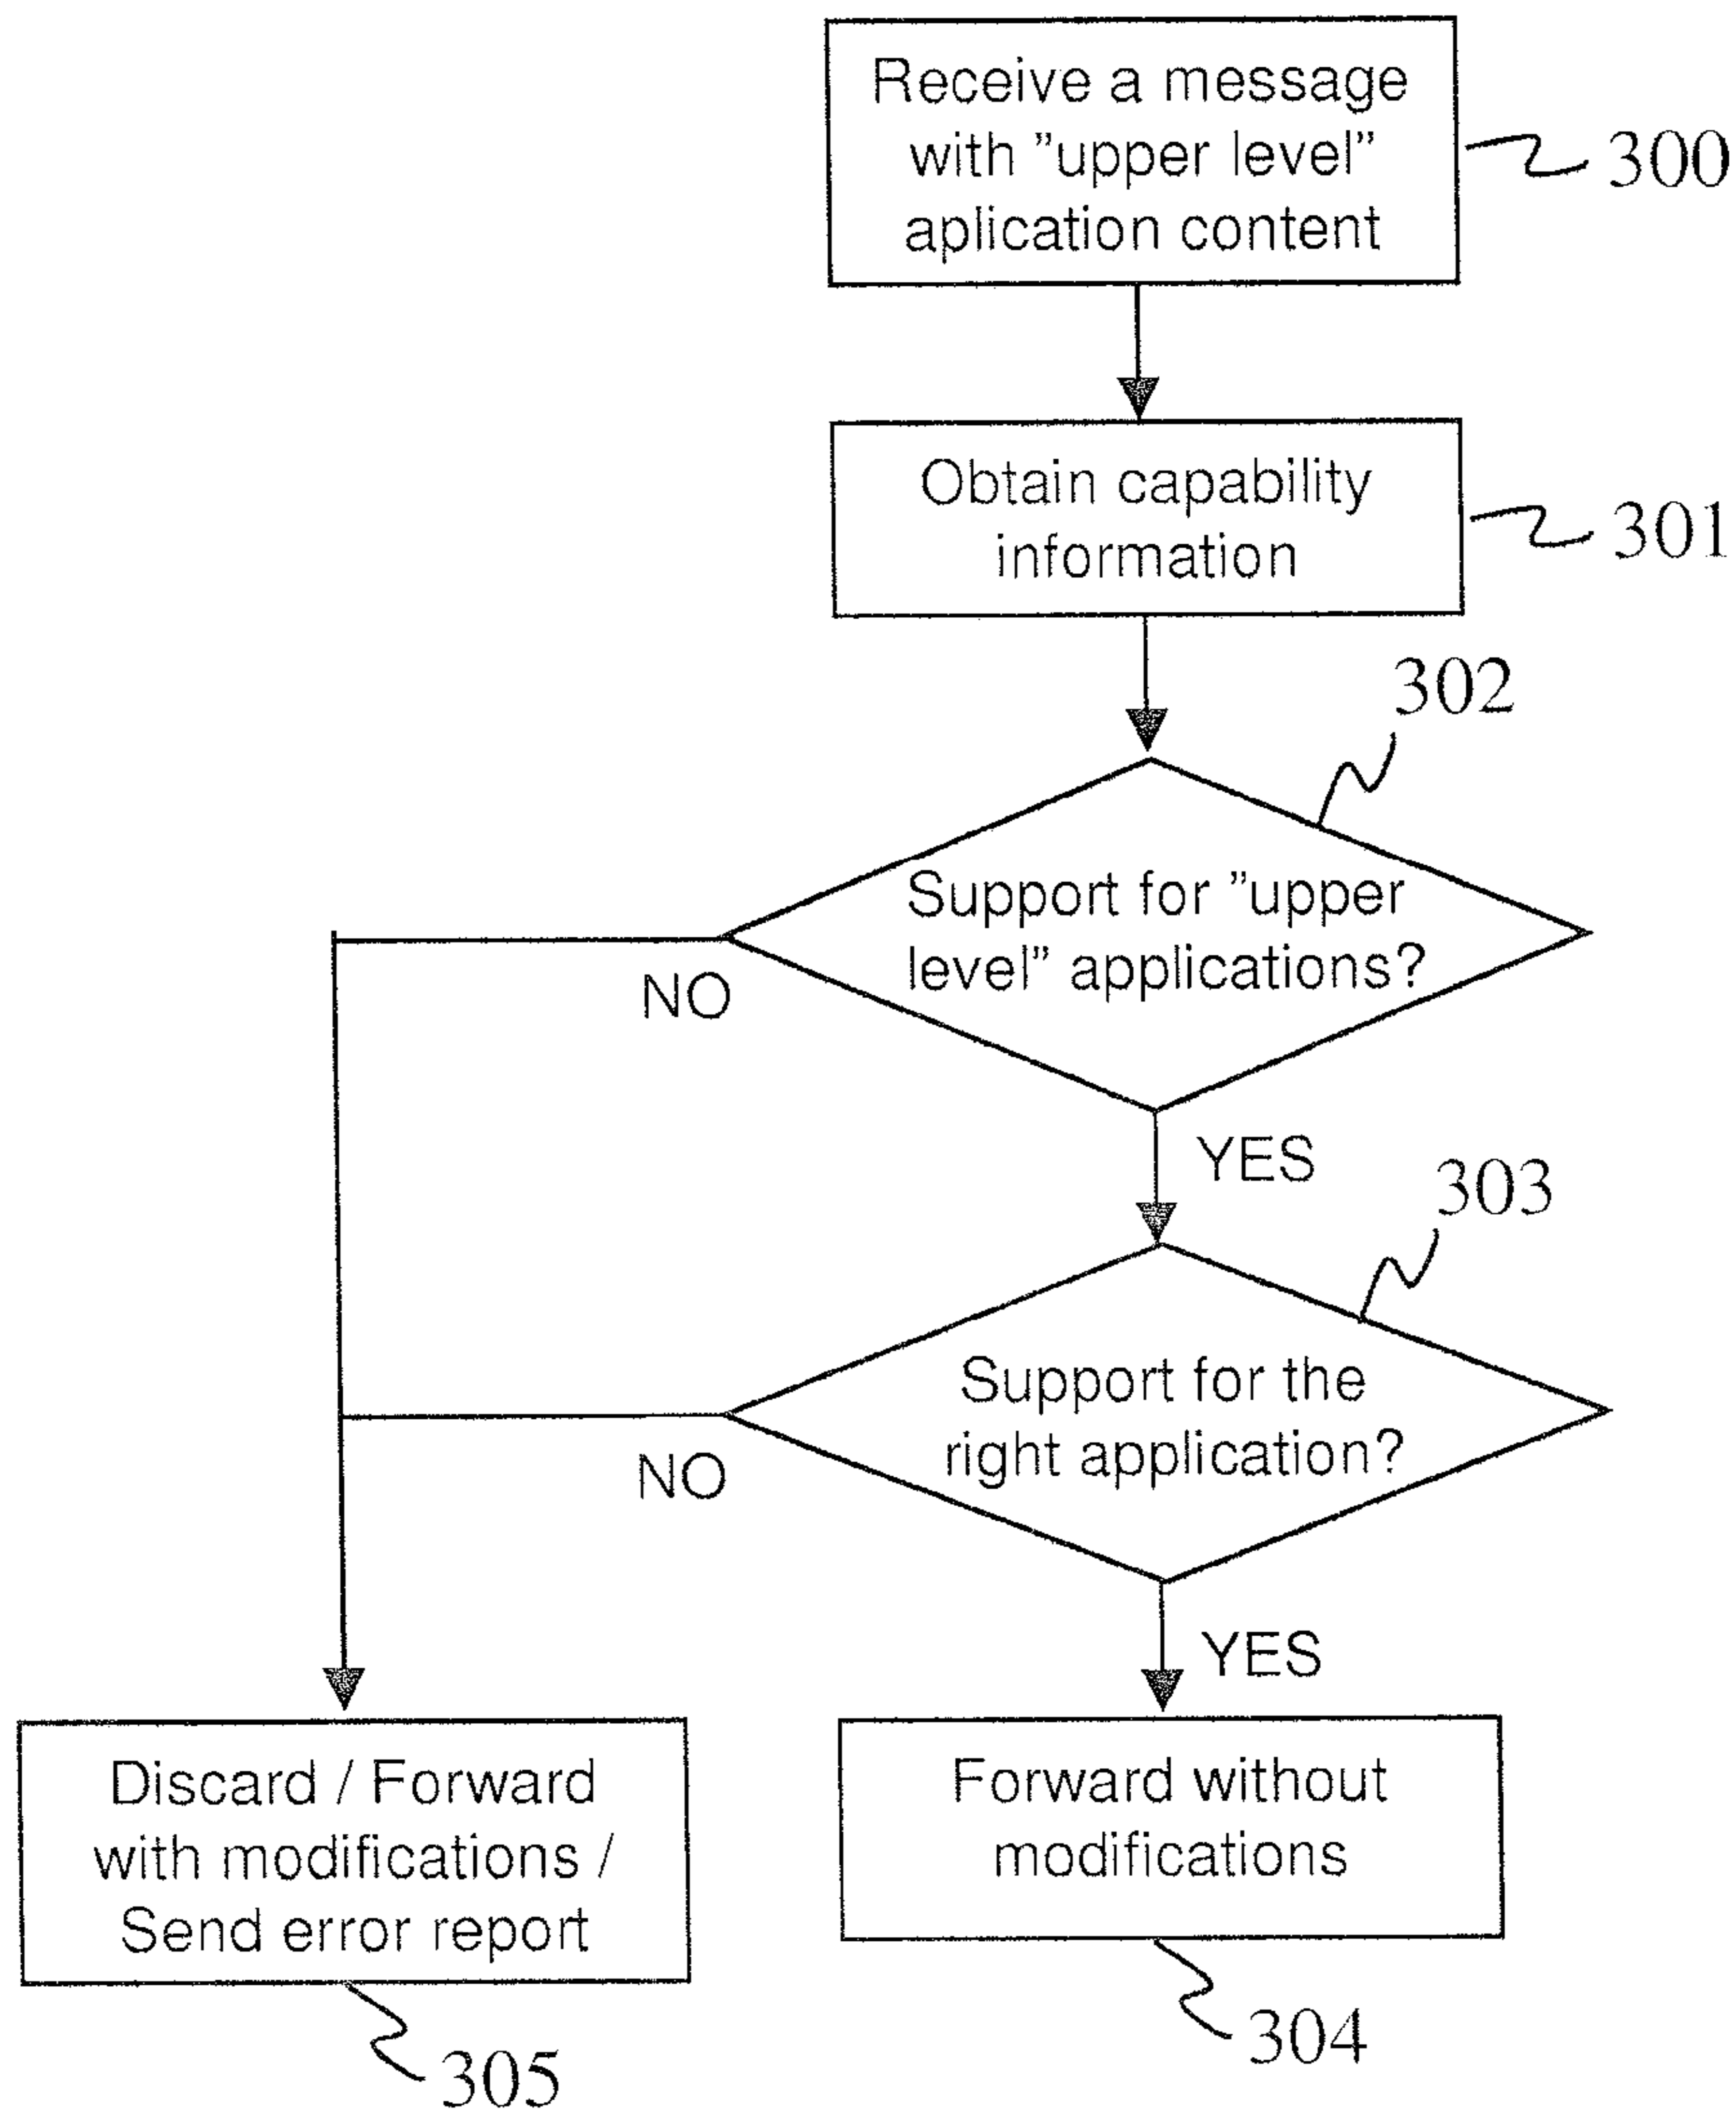 Receive a message
with ”upper level”
aplication content
300
Obtain capability
information
301
302
Support for ”upper
level” applications?
NO
YES
303
Support for the
right application?
NO
YES
Discard / Forward
with modifications /
Send error report
Forward without
modifications
304
305